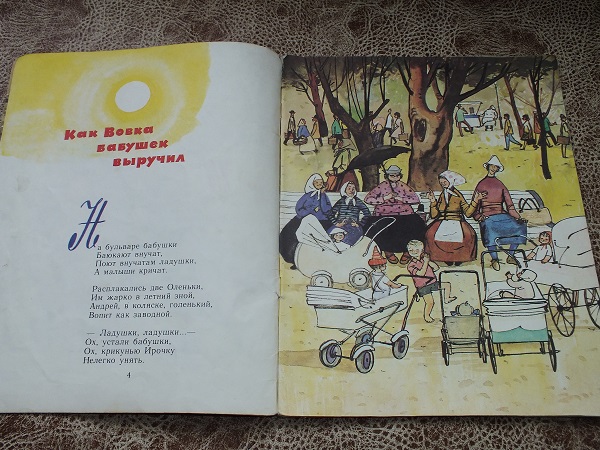 Как Вовка
бабушек
выручил
На бульваре бабушки
Баюкают внучат,
Поют внучатам ладушки,
А малыши кричат.
Расплакались две Оленьки,
Им жарко в летний зной,
Андрей, в коляске, голенький,
Вопит как заводной.
— Ладушки, ладушки...—
Ох, устали бабушки,
Ох, крикунью Ирочку
Нелегко унять.
4